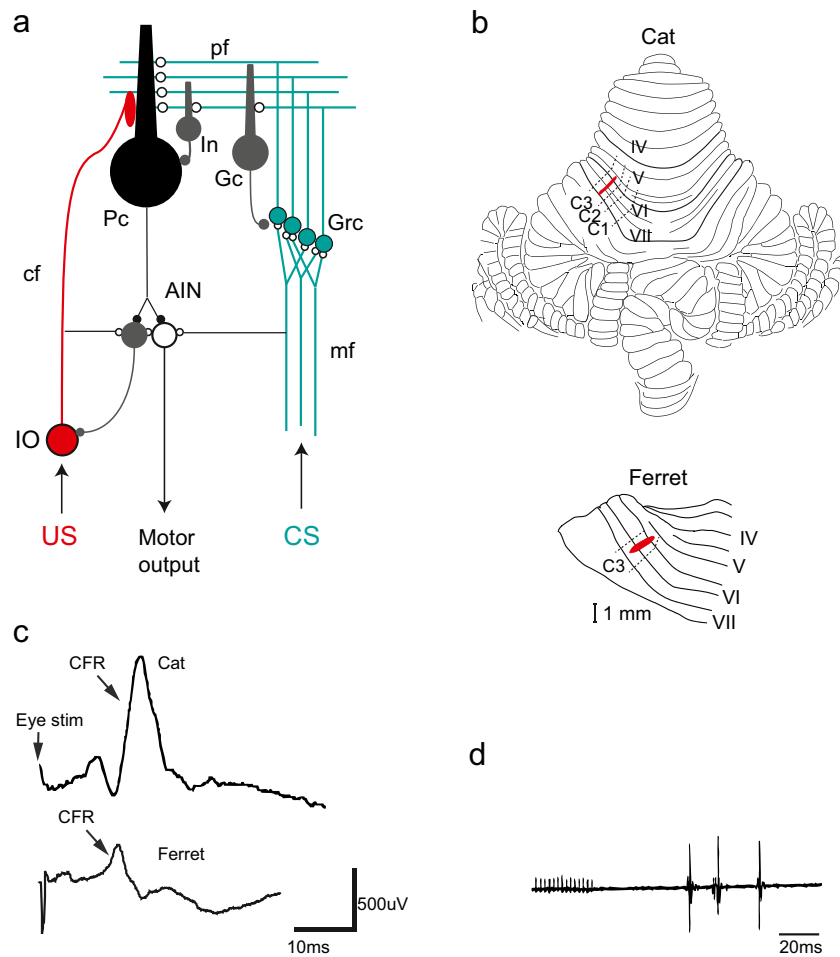 a
pf
In
Gc
Pc
Grc
cf
AIN
mf
IO
US
Motor
output
CS
b
Cat
IV
V
C3
C2
VI
C1
VII
Ferret
IV
C3
V
1 mm
VI
VII
c
CFR
Cat
Eye stim
CFR
Ferret
500uV
10ms
d
20ms